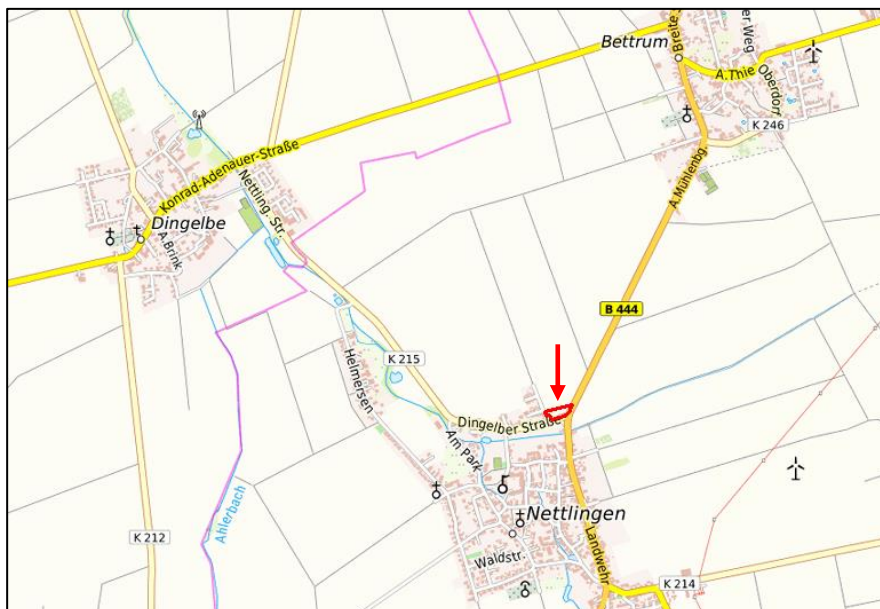 Bettrum
Breite
er Weg
A.Thie
Oberdorf
K 246
Konrad-Adenauer-Straße
Nettling. Str.
Dingelbe
A.Brink
A.Mühlenbg.
B 444
K 215
Helmersen
Dingelber Straße
Am Park
Ahlerbach
K 212
Nettlingen
Landwehr
Waldstr.
K 214